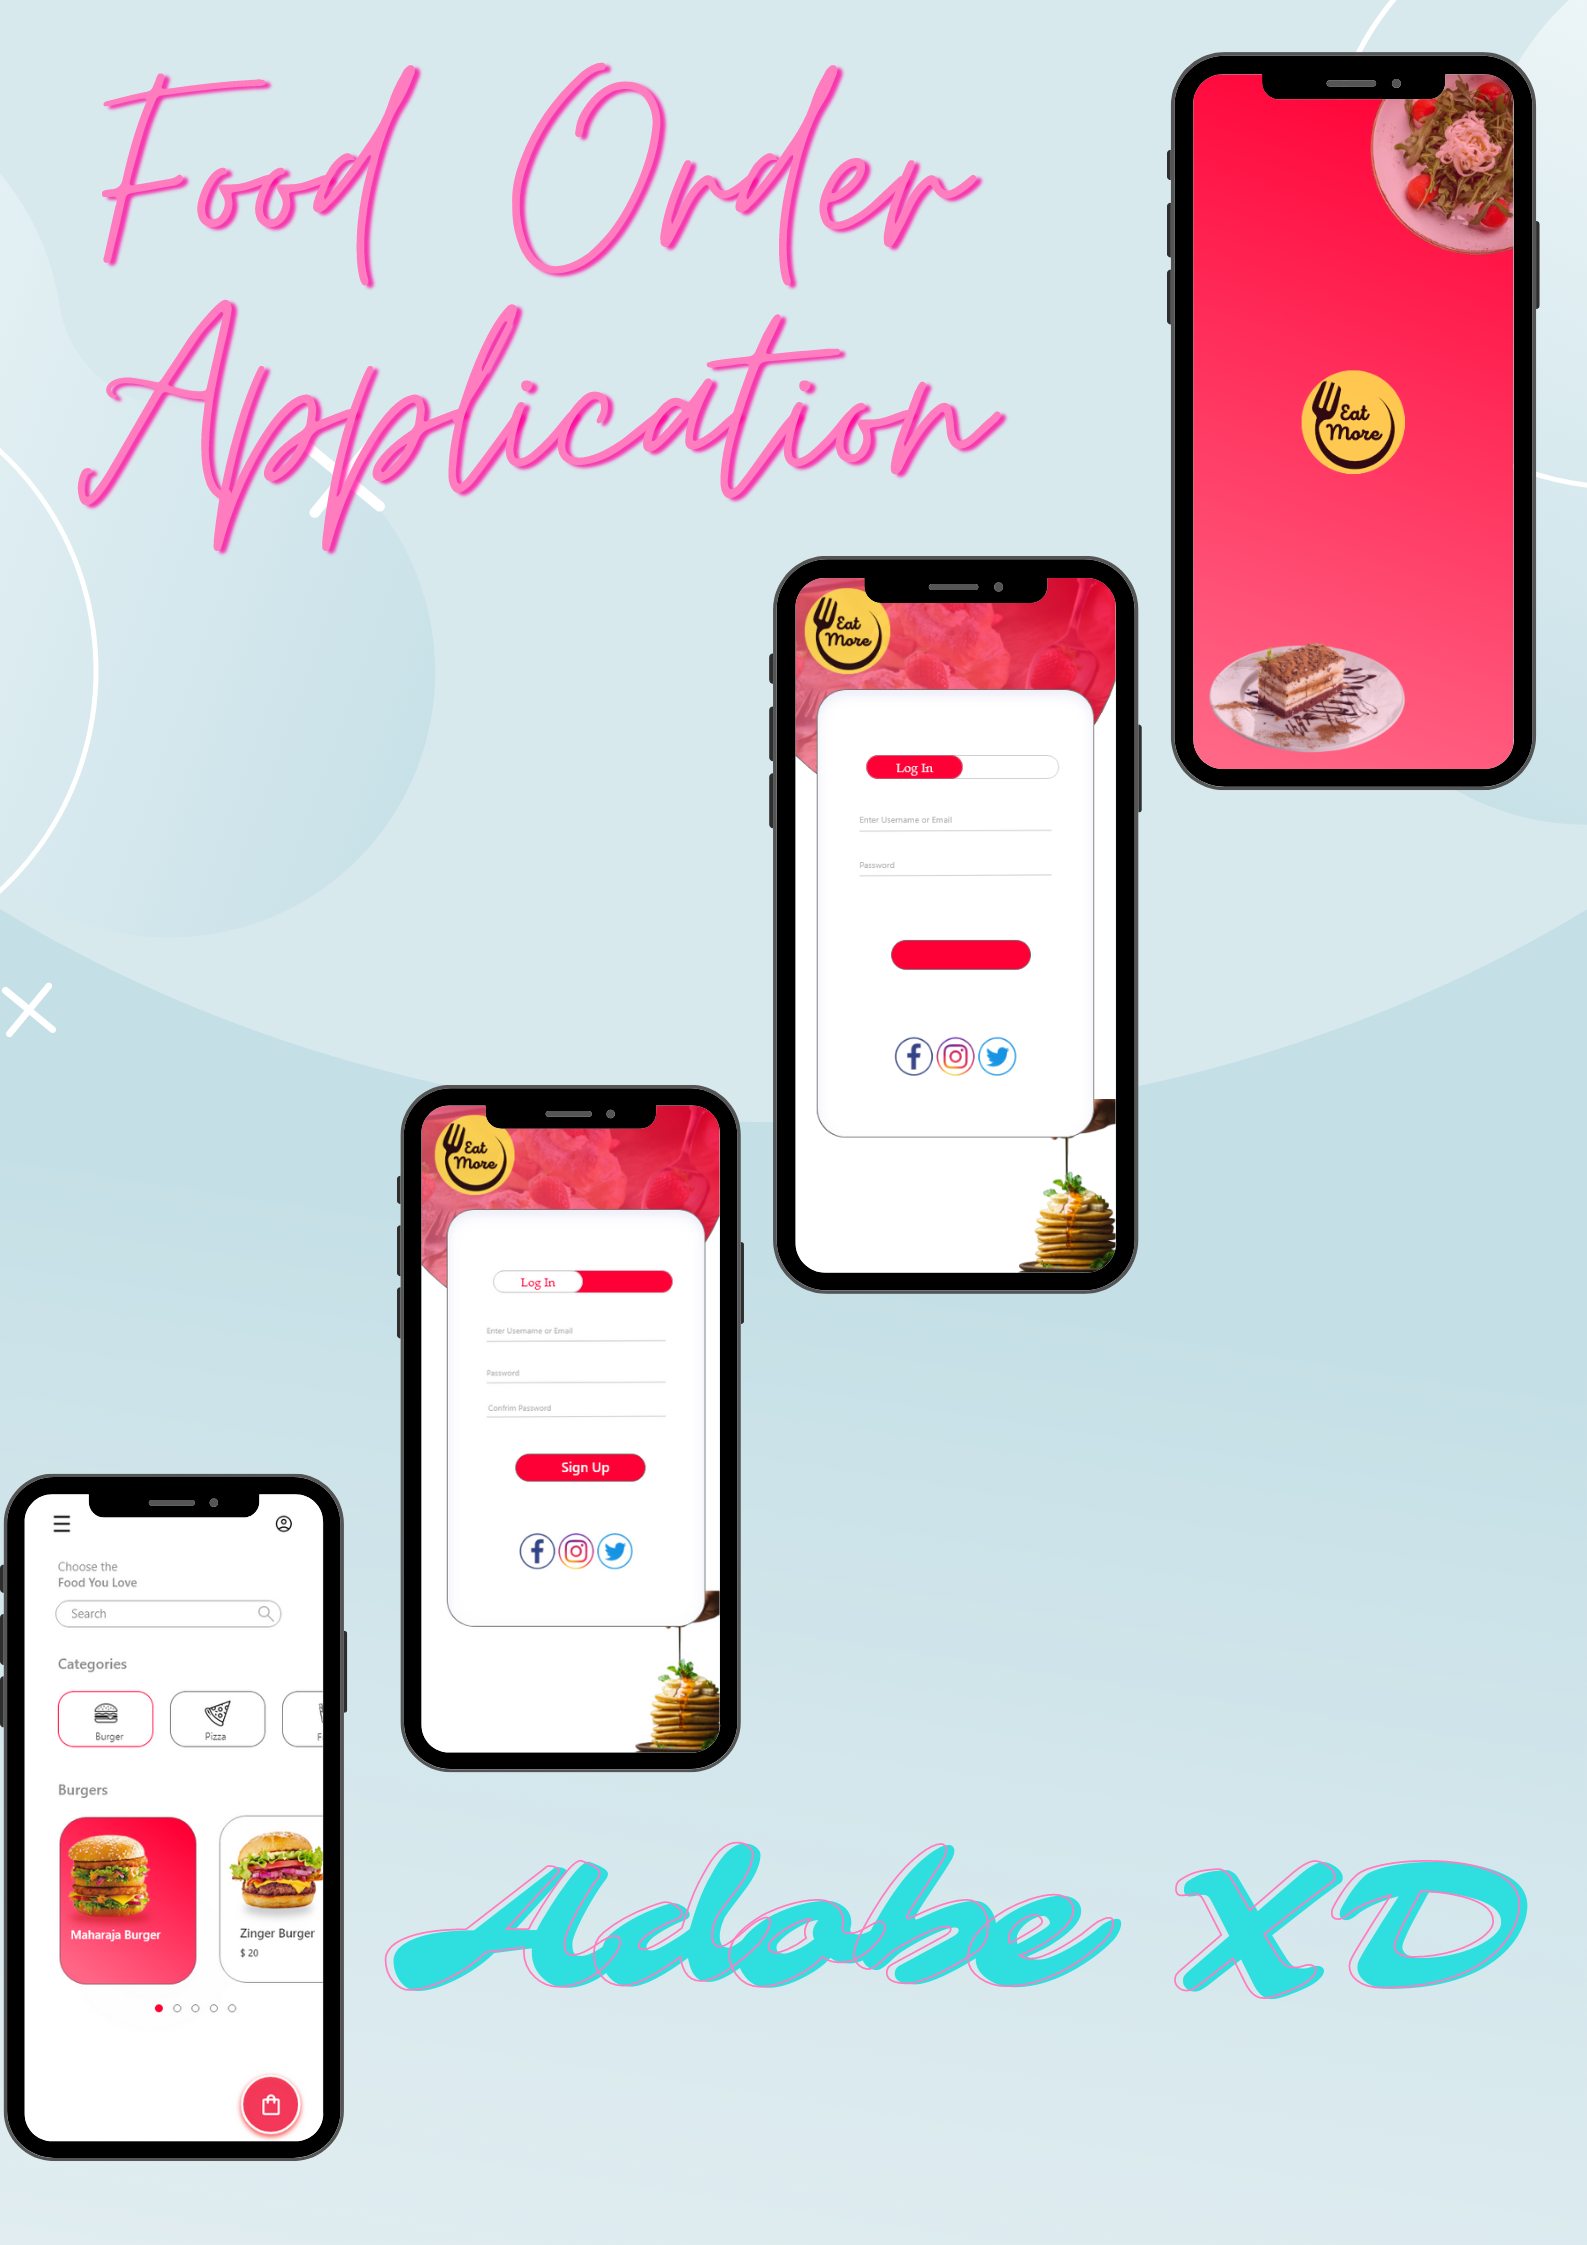 Food Order
Application
Eat
More
Eat
More
Log In
Enter Username or Email
Password
Eat
More
Log In
Enter Username or Email
Password
Confrim Password
Sign Up
Choose the
Food You Love
Search
Categories
Burger
Pizza
F
Burgers
Maharaja Burger
Zinger Burger
$ 20
Adobe XD